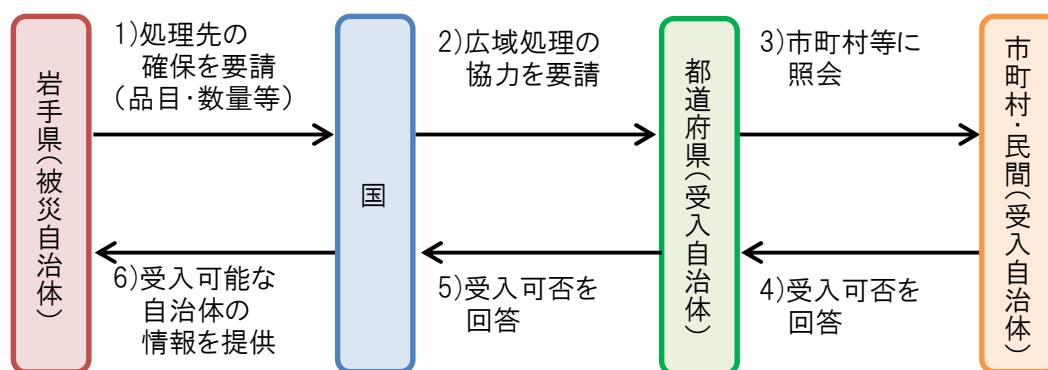 岩手県(被災自治体)
1)処理先の
確保を要請
(品目・数量等)
国
2)広域処理の
協力を要請
都道府県(受入自治体)
3)市町村等に
照会
市町村・民間(受入自治体)
4)受入可否を
回答
5)受入可否を
回答
6)受入可能な
自治体の
情報を提供